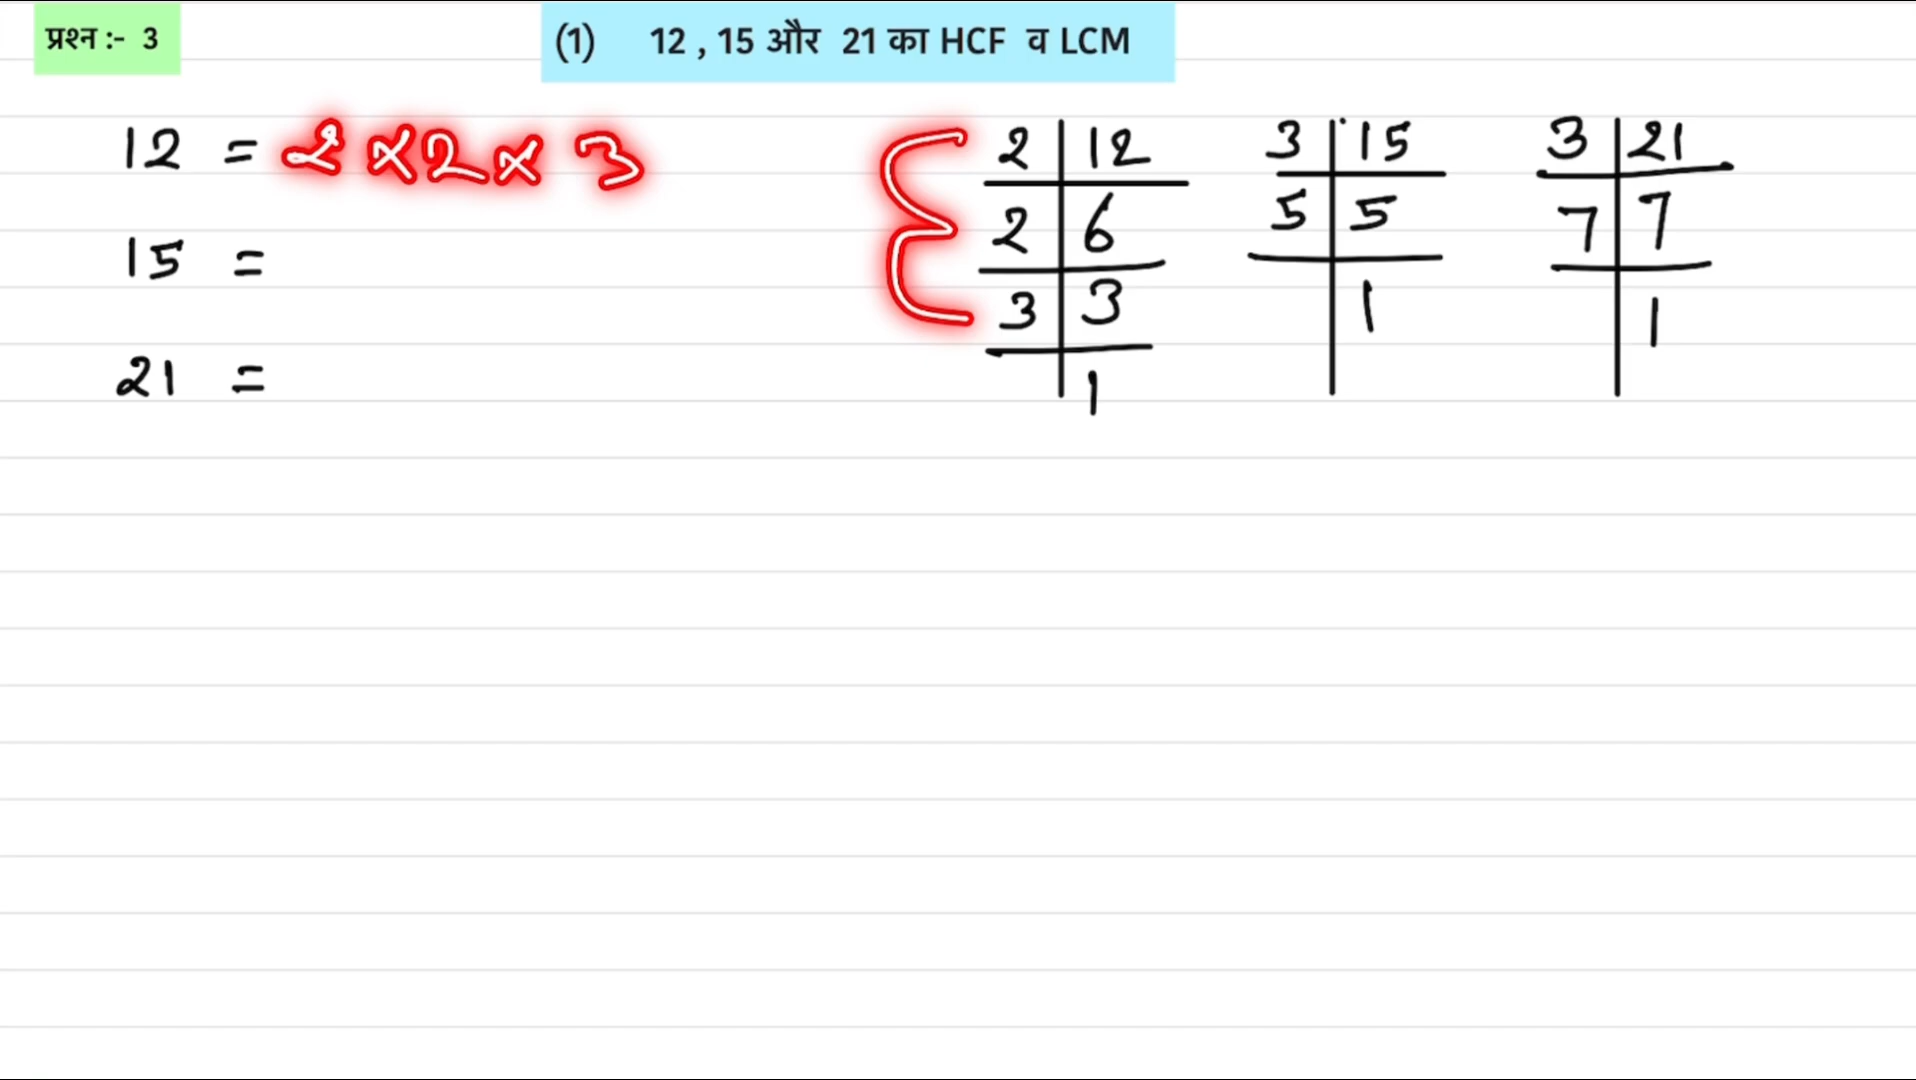 प्रश्न :- 3
(1) 12 , 15 और 21 का HCF व LCM
12 = 2 x 2 x 3
15 =
21 =
2 | 12
2 | 6
3 | 3
1
3 | 15
5 | 5
1
3 | 21
7 | 7
1